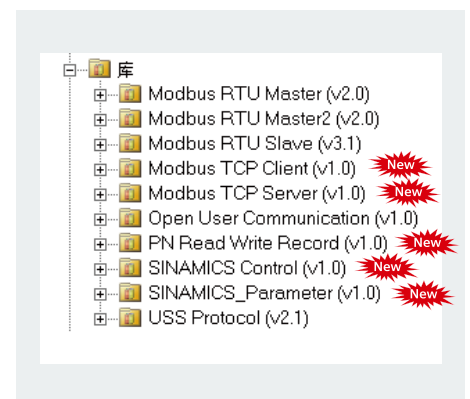 库
Modbus RTU Master (v2.0)
Modbus RTU Master2 (v2.0)
Modbus RTU Slave (v3.1)
Modbus TCP Client (v1.0) New
Modbus TCP Server (v1.0) New
Open User Communication (v1.0)
PN Read Write Record (v1.0) New
SINAMICS Control (v1.0) New
SINAMICS_Parameter (v1.0) New
USS Protocol (v2.1)